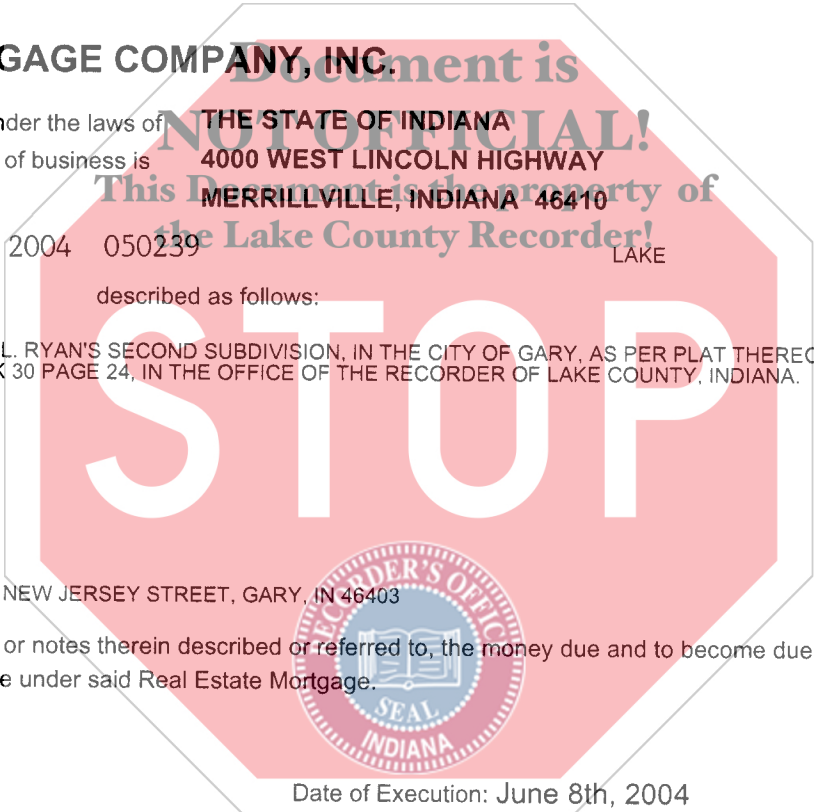 GAGE COMPANY, INC.
Document is
nder the laws of THE STATE OF INDIANA
NOT OFFICIAL!
of business is 4000 WEST LINCOLN HIGHWAY
This Document is the property of
MERRILLVILLE, INDIANA 46410
the Lake County Recorder!
2004 050239 LAKE
described as follows:
L. RYAN'S SECOND SUBDIVISION, IN THE CITY OF GARY, AS PER PLAT THEREO
K 30 PAGE 24, IN THE OFFICE OF THE RECORDER OF LAKE COUNTY, INDIANA.
STOP
NEW JERSEY STREET, GARY, IN 46403
RECORDER'S OFFICE
or notes therein described or referred to, the money due and to become due
e under said Real Estate Mortgage.
SEAL
INDIANA
Date of Execution: June 8th, 2004